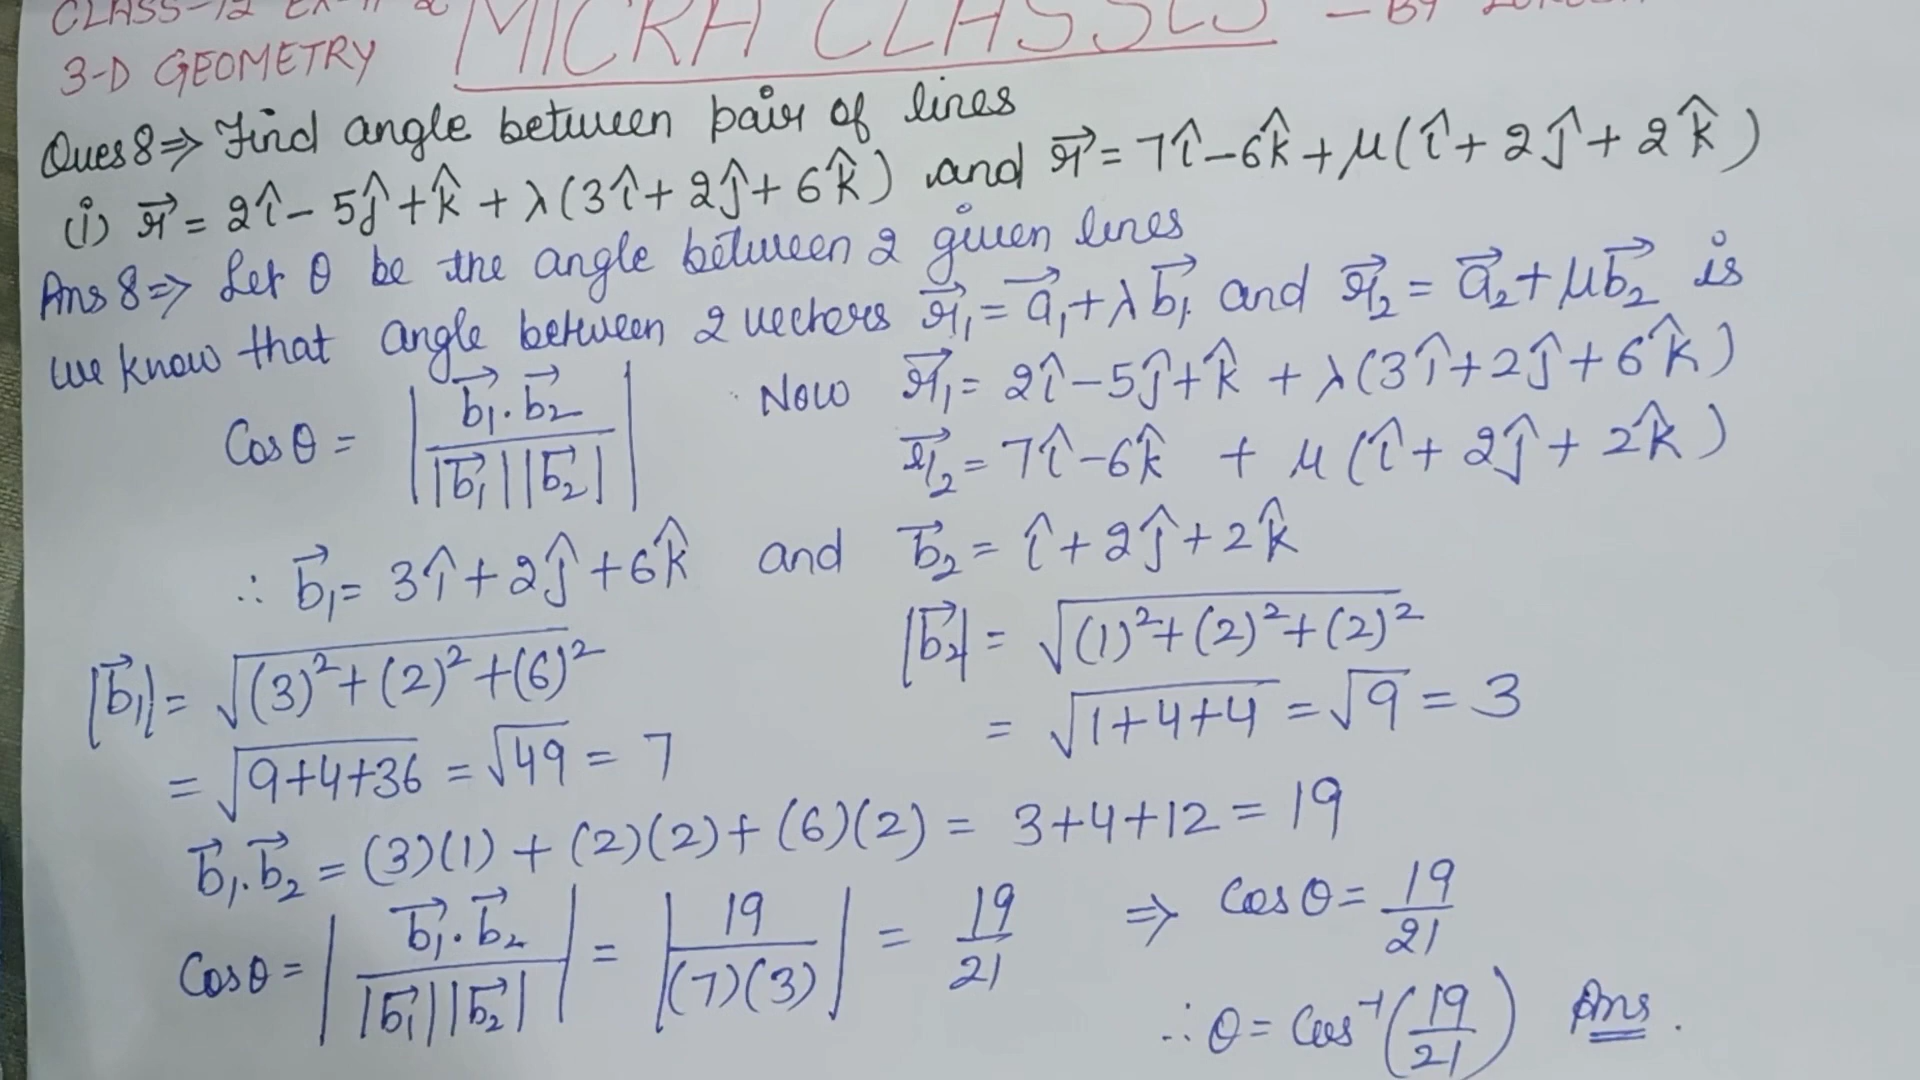 CLASS-12 EX-11.2
3-D GEOMETRY MICRA CLASSES - BY
Ques 8 ⇒ Find angle between pair of lines
(i) r⃗ = 2î - 5ĵ + k̂ + λ(3î + 2ĵ + 6k̂) and r⃗ = 7î - 6k̂ + μ(î + 2ĵ + 2k̂)
Ans 8 ⇒ Let θ be the angle between 2 given lines
we know that angle between 2 vectors r⃗₁ = a⃗₁ + λb⃗₁ and r⃗₂ = a⃗₂ + μb⃗₂ is
Cos θ = | b⃗₁·b⃗₂ / |b⃗₁||b⃗₂| | Now r⃗₁ = 2î - 5ĵ + k̂ + λ(3î + 2ĵ + 6k̂)
r⃗₂ = 7î - 6k̂ + μ(î + 2ĵ + 2k̂)
∴ b⃗₁ = 3î + 2ĵ + 6k̂ and b⃗₂ = î + 2ĵ + 2k̂
|b⃗₁| = √((3)² + (2)² + (6)²) |b⃗₂| = √((1)² + (2)² + (2)²)
= √(9+4+36) = √49 = 7 = √(1+4+4) = √9 = 3
b⃗₁·b⃗₂ = (3)(1) + (2)(2) + (6)(2) = 3+4+12 = 19
Cos θ = | b⃗₁·b⃗₂ / |b⃗₁||b⃗₂| | = | 19 / (7)(3) | = 19/21 ⇒ Cos θ = 19/21
∴ θ = Cos⁻¹(19/21) Ans.